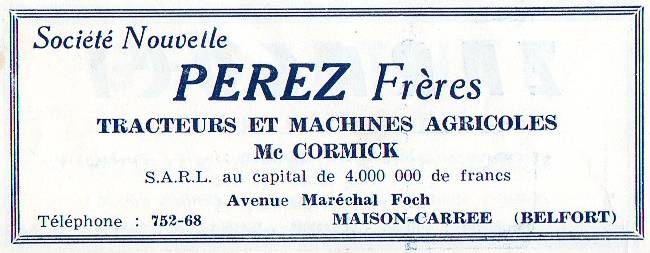 Société Nouvelle
PEREZ Frères
TRACTEURS ET MACHINES AGRICOLES
Mc CORMICK
S.A.R.L. au capital de 4.000 000 de francs
Avenue Maréchal Foch
Téléphone : 752-68 MAISON-CARREE (BELFORT)